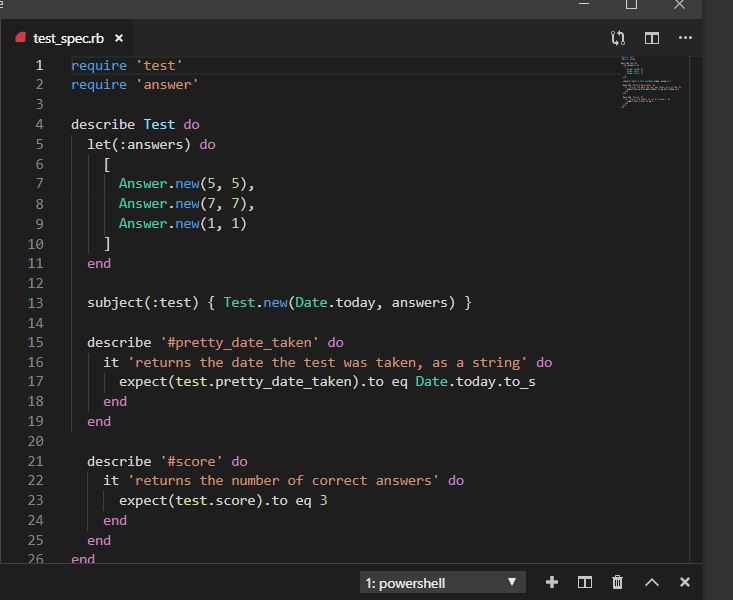 test_spec.rb
1 require 'test'
2 require 'answer'
3
4 describe Test do
5   let(:answers) do
6     [
7       Answer.new(5, 5),
8       Answer.new(7, 7),
9       Answer.new(1, 1)
10     ]
11   end
12
13   subject(:test) { Test.new(Date.today, answers) }
14
15   describe '#pretty_date_taken' do
16     it 'returns the date the test was taken, as a string' do
17       expect(test.pretty_date_taken).to eq Date.today.to_s
18     end
19   end
20
21   describe '#score' do
22     it 'returns the number of correct answers' do
23       expect(test.score).to eq 3
24     end
25   end
26 end
1: powershell